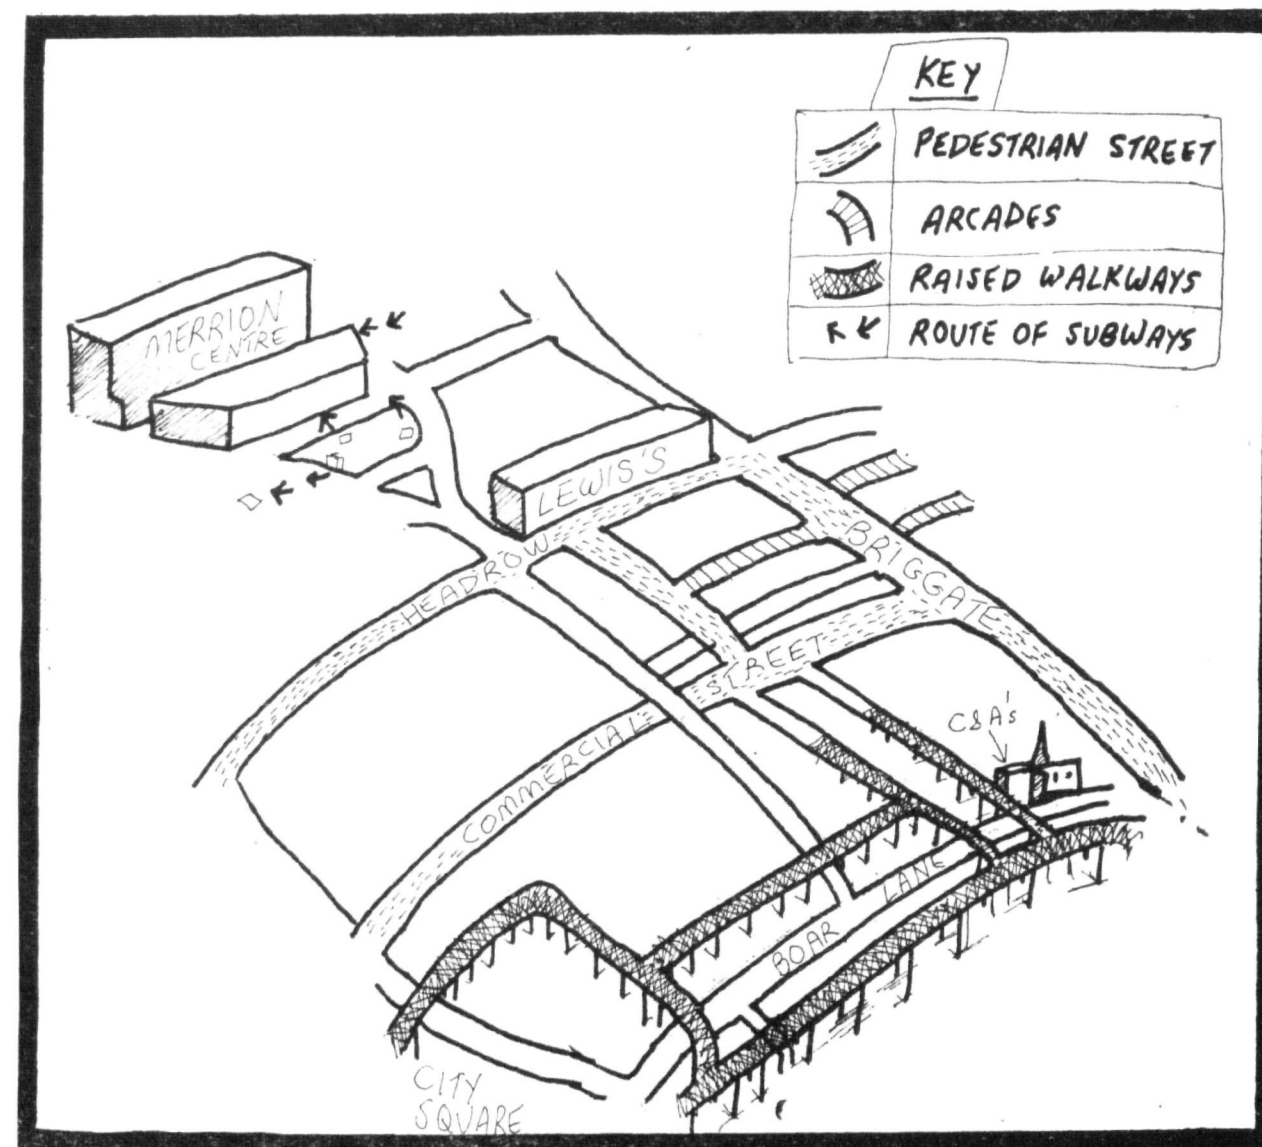 KEY
PEDESTRIAN STREET
ARCADES
RAISED WALKWAYS
ROUTE OF SUBWAYS
MERRION
CENTRE
LEWIS'S
HEADROW
BRIGGATE
COMMERCIAL STREET
C&A's
BOAR LANE
CITY
SQUARE